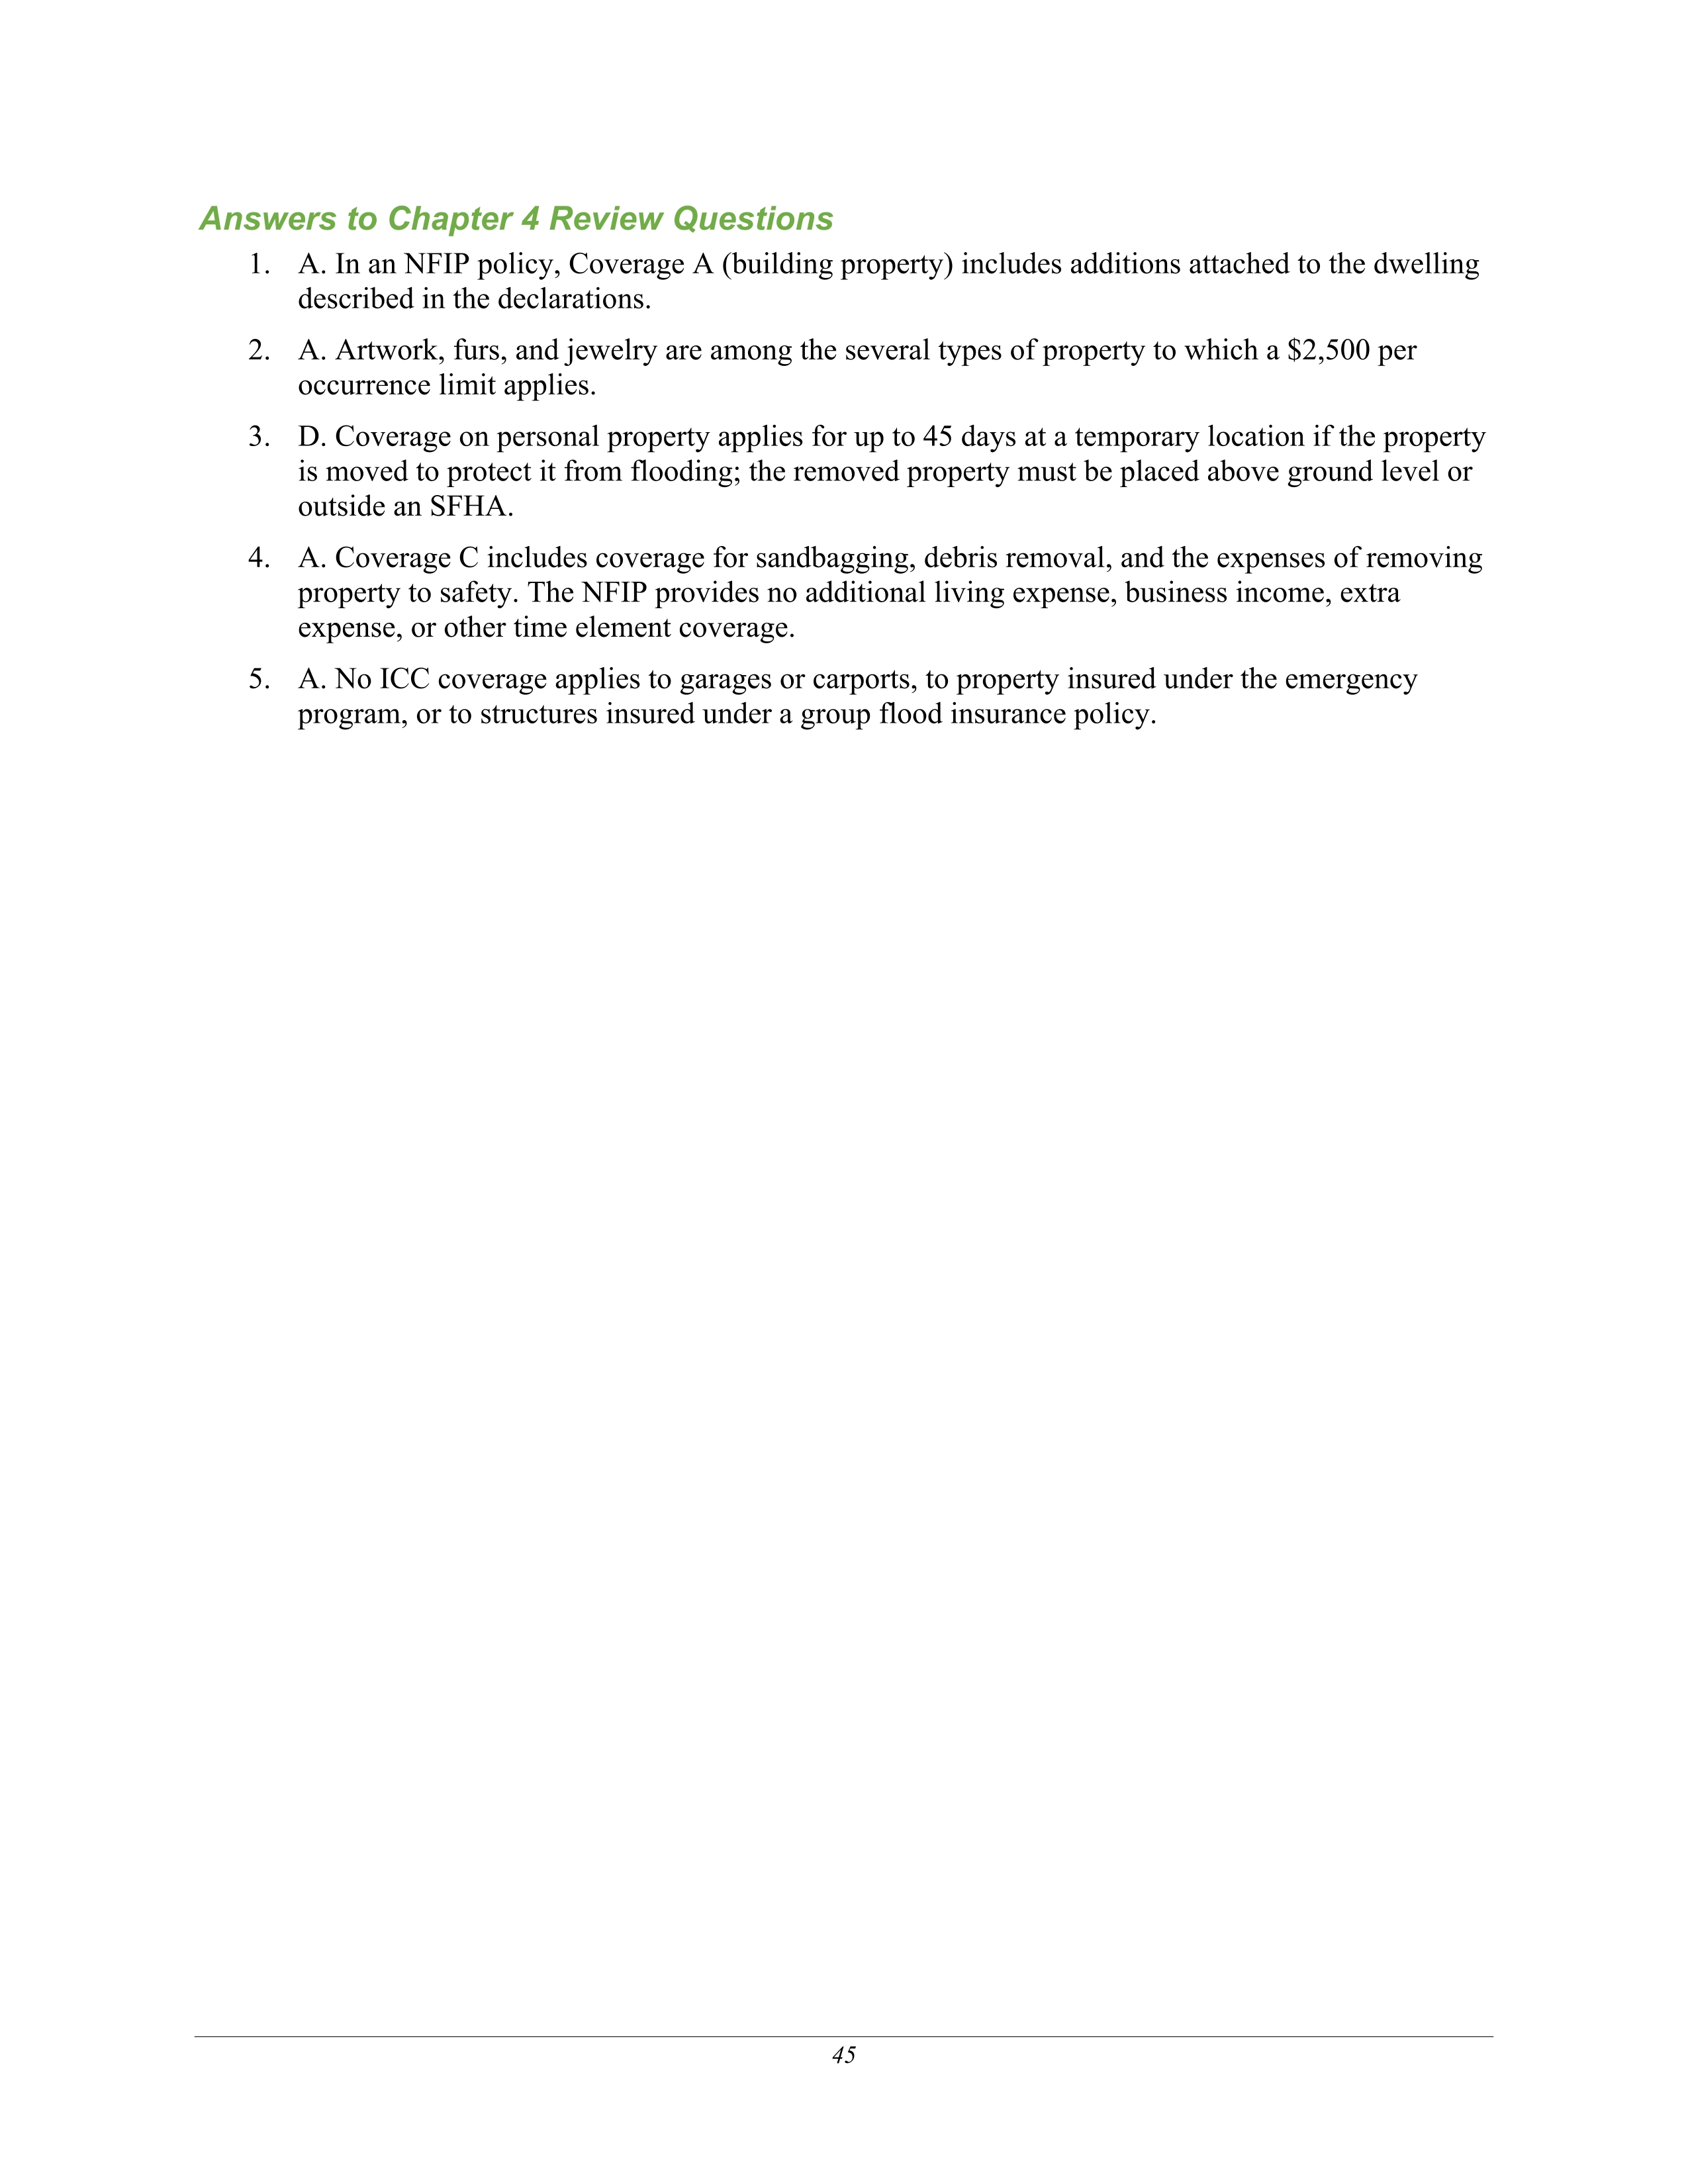 Answers to Chapter 4 Review Questions
1. A. In an NFIP policy, Coverage A (building property) includes additions attached to the dwelling
described in the declarations.
2. A. Artwork, furs, and jewelry are among the several types of property to which a $2,500 per
occurrence limit applies.
3. D. Coverage on personal property applies for up to 45 days at a temporary location if the property
is moved to protect it from flooding; the removed property must be placed above ground level or
outside an SFHA.
4. A. Coverage C includes coverage for sandbagging, debris removal, and the expenses of removing
property to safety. The NFIP provides no additional living expense, business income, extra
expense, or other time element coverage.
5. A. No ICC coverage applies to garages or carports, to property insured under the emergency
program, or to structures insured under a group flood insurance policy.
45